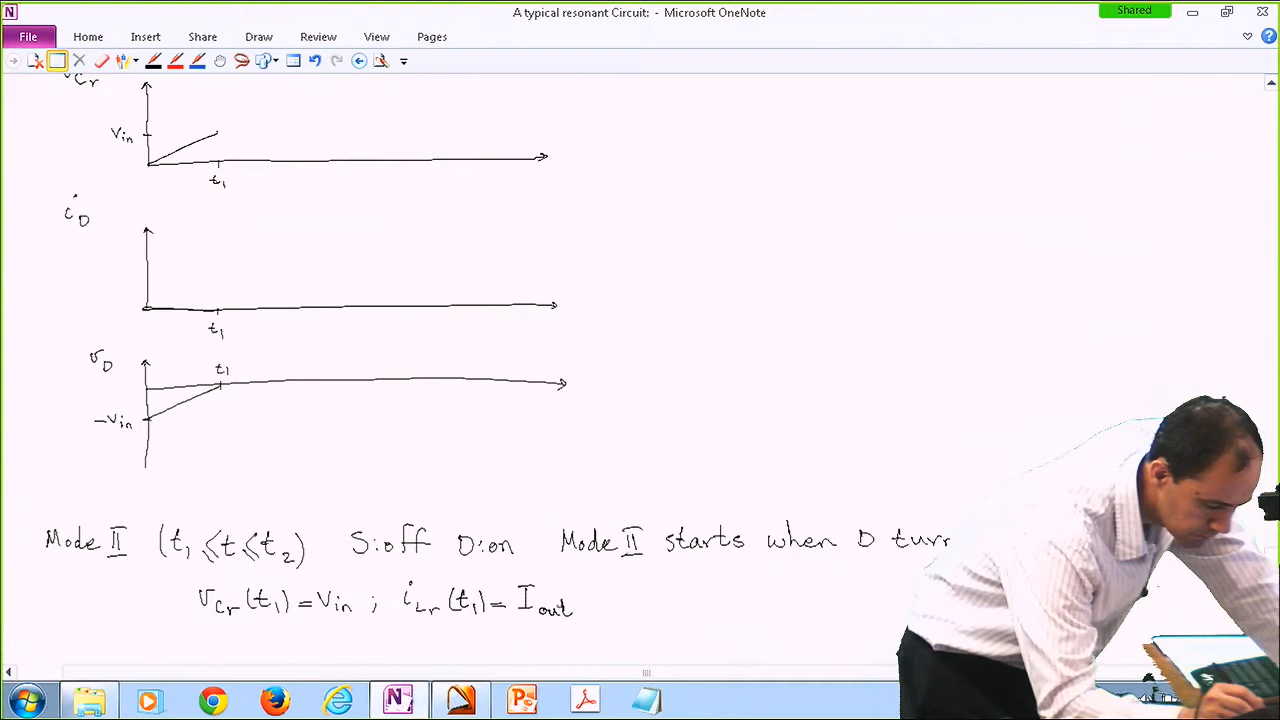 A typical resonant Circuit: - Microsoft OneNote
Shared
File Home Insert Share Draw Review View Pages
Vin
t1
iD
t1
vD
t1
-Vin
Mode II (t1 ≤ t ≤ t2) S:off D:on Mode II starts when D
vCr(t1) = Vin ; iLr(t1) = Iout